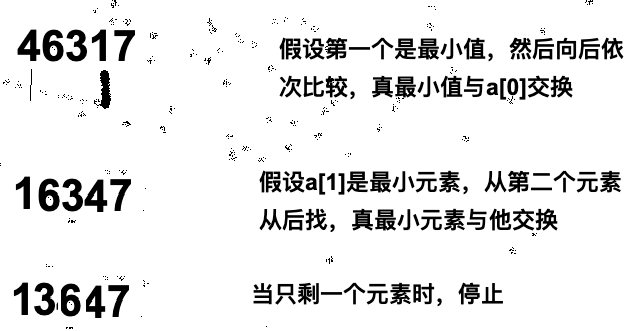 46317
假设第一个是最小值，然后向后依
次比较，真最小值与a[0]交换
16347
假设a[1]是最小元素，从第二个元素
从后找，真最小元素与他交换
13647
当只剩一个元素时，停止